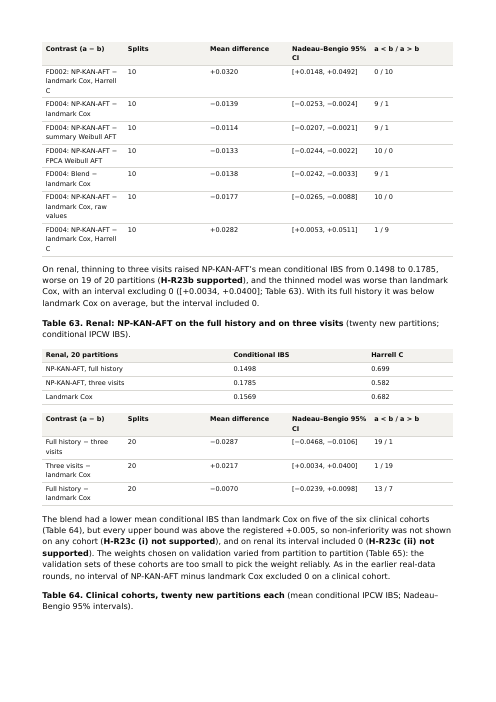 Contrast (a − b) Splits Mean difference Nadeau–Bengio 95% CI a < b / a > b
FD002: NP-KAN-AFT − landmark Cox, Harrell C 10 +0.0320 [+0.0148, +0.0492] 0 / 10
FD004: NP-KAN-AFT − landmark Cox 10 −0.0139 [−0.0253, −0.0024] 9 / 1
FD004: NP-KAN-AFT − summary Weibull AFT 10 −0.0114 [−0.0207, −0.0021] 9 / 1
FD004: NP-KAN-AFT − FPCA Weibull AFT 10 −0.0133 [−0.0244, −0.0022] 10 / 0
FD004: Blend − landmark Cox 10 −0.0138 [−0.0242, −0.0033] 9 / 1
FD004: NP-KAN-AFT − landmark Cox, raw values 10 −0.0177 [−0.0265, −0.0088] 10 / 0
FD004: NP-KAN-AFT − landmark Cox, Harrell C 10 +0.0282 [+0.0053, +0.0511] 1 / 9
On renal, thinning to three visits raised NP-KAN-AFT's mean conditional IBS from 0.1498 to 0.1785,
worse on 19 of 20 partitions (H-R23b supported), and the thinned model was worse than landmark
Cox, with an interval excluding 0 ([+0.0034, +0.0400]; Table 63). With its full history it was below
landmark Cox on average, but the interval included 0.
Table 63. Renal: NP-KAN-AFT on the full history and on three visits (twenty new partitions;
conditional IPCW IBS).
Renal, 20 partitions Conditional IBS Harrell C
NP-KAN-AFT, full history 0.1498 0.699
NP-KAN-AFT, three visits 0.1785 0.582
Landmark Cox 0.1569 0.682
Contrast (a − b) Splits Mean difference Nadeau–Bengio 95% CI a < b / a > b
Full history − three visits 20 −0.0287 [−0.0468, −0.0106] 19 / 1
Three visits − landmark Cox 20 +0.0217 [+0.0034, +0.0400] 1 / 19
Full history − landmark Cox 20 −0.0070 [−0.0239, +0.0098] 13 / 7
The blend had a lower mean conditional IBS than landmark Cox on five of the six clinical cohorts
(Table 64), but every upper bound was above the registered +0.005, so non-inferiority was not shown
on any cohort (H-R23c (i) not supported), and on renal its interval included 0 (H-R23c (ii) not
supported). The weights chosen on validation varied from partition to partition (Table 65): the
validation sets of these cohorts are too small to pick the weight reliably. As in the earlier real-data
rounds, no interval of NP-KAN-AFT minus landmark Cox excluded 0 on a clinical cohort.
Table 64. Clinical cohorts, twenty new partitions each (mean conditional IPCW IBS; Nadeau–
Bengio 95% intervals).